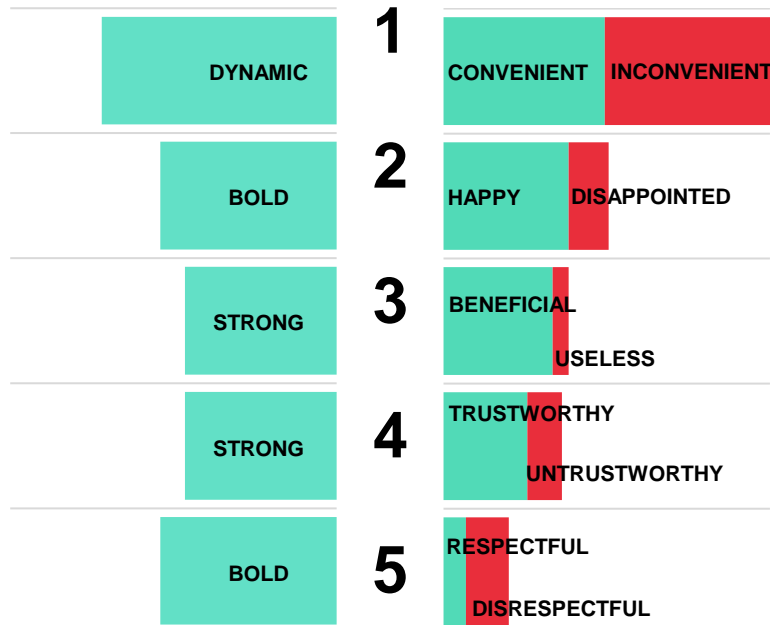 1
DYNAMIC
CONVENIENT
INCONVENIENT
2
BOLD
HAPPY
DISAPPOINTED
3
STRONG
BENEFICIAL
USELESS
4
STRONG
TRUSTWORTHY
UNTRUSTWORTHY
5
BOLD
RESPECTFUL
DISRESPECTFUL